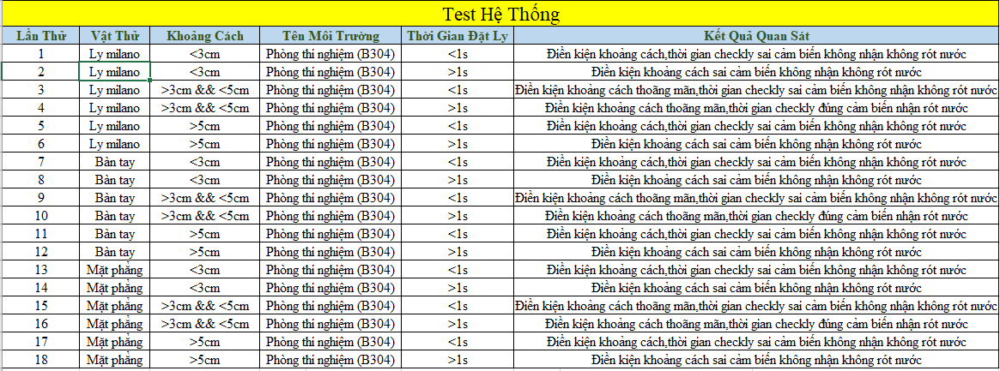 Test Hệ Thống
Lần Thử Vật Thử Khoảng Cách Tên Môi Trường Thời Gian Đặt Ly Kết Quả Quan Sát
1 Ly milano <3cm Phòng thi nghiệm (B304) <1s Điền kiện khoảng cách,thời gian checkly sai cảm biến không nhận không rót nước
2 Ly milano <3cm Phòng thi nghiệm (B304) >1s Điền kiện khoảng cách sai cảm biến không nhận không rót nước
3 Ly milano >3cm && <5cm Phòng thi nghiệm (B304) <1s Điền kiện khoảng cách thoãng mãn,thời gian checkly sai cảm biến không nhận không rót nước
4 Ly milano >3cm && <5cm Phòng thi nghiệm (B304) >1s Điền kiện khoảng cách thoãng mãn,thời gian checkly đúng cảm biến nhận rót nước
5 Ly milano >5cm Phòng thi nghiệm (B304) <1s Điền kiện khoảng cách,thời gian checkly sai cảm biến không nhận không rót nước
6 Ly milano >5cm Phòng thi nghiệm (B304) >1s Điền kiện khoảng cách sai cảm biến không nhận không rót nước
7 Bàn tay <3cm Phòng thi nghiệm (B304) <1s Điền kiện khoảng cách,thời gian checkly sai cảm biến không nhận không rót nước
8 Bàn tay <3cm Phòng thi nghiệm (B304) >1s Điền kiện khoảng cách sai cảm biến không nhận không rót nước
9 Bàn tay >3cm && <5cm Phòng thi nghiệm (B304) <1s Điền kiện khoảng cách thoãng mãn,thời gian checkly sai cảm biến không nhận không rót nước
10 Bàn tay >3cm && <5cm Phòng thi nghiệm (B304) >1s Điền kiện khoảng cách thoãng mãn,thời gian checkly đúng cảm biến nhận rót nước
11 Bàn tay >5cm Phòng thi nghiệm (B304) <1s Điền kiện khoảng cách,thời gian checkly sai cảm biến không nhận không rót nước
12 Bàn tay >5cm Phòng thi nghiệm (B304) >1s Điền kiện khoảng cách sai cảm biến không nhận không rót nước
13 Mặt phẳng <3cm Phòng thi nghiệm (B304) <1s Điền kiện khoảng cách,thời gian checkly sai cảm biến không nhận không rót nước
14 Mặt phẳng <3cm Phòng thi nghiệm (B304) >1s Điền kiện khoảng cách sai cảm biến không nhận không rót nước
15 Mặt phẳng >3cm && <5cm Phòng thi nghiệm (B304) <1s Điền kiện khoảng cách thoãng mãn,thời gian checkly sai cảm biến không nhận không rót nước
16 Mặt phẳng >3cm && <5cm Phòng thi nghiệm (B304) >1s Điền kiện khoảng cách thoãng mãn,thời gian checkly đúng cảm biến nhận rót nước
17 Mặt phẳng >5cm Phòng thi nghiệm (B304) <1s Điền kiện khoảng cách,thời gian checkly sai cảm biến không nhận không rót nước
18 Mặt phẳng >5cm Phòng thi nghiệm (B304) >1s Điền kiện khoảng cách sai cảm biến không nhận không rót nước